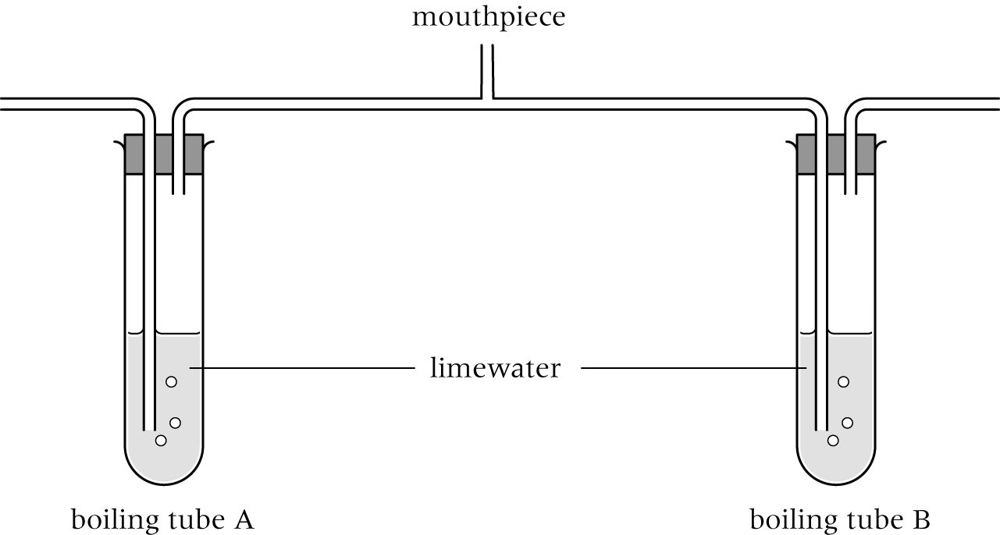 mouthpiece
limewater
boiling tube A
boiling tube B